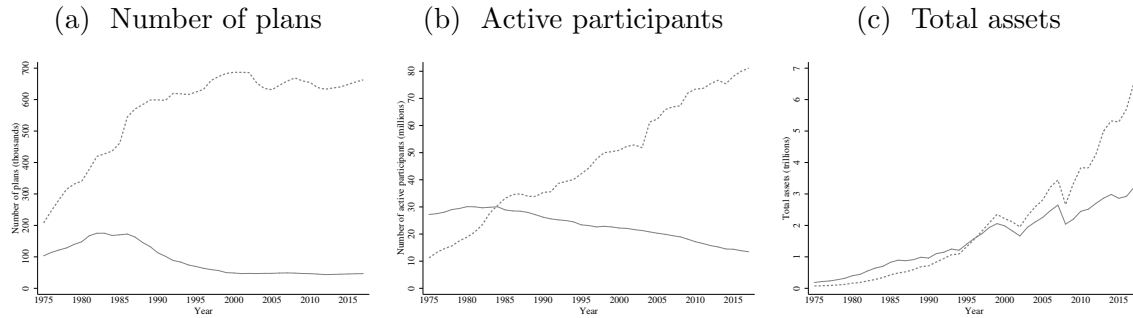 (a) Number of plans
Number of plans (thousands)
700
600
500
400
300
200
100
0
1975 1980 1985 1990 1995 2000 2005 2010 2015
Year
(b) Active participants
Number of active participants (millions)
80
70
60
50
40
30
20
10
0
1975 1980 1985 1990 1995 2000 2005 2010 2015
Year
(c) Total assets
Total assets (trillions)
7
6
5
4
3
2
1
0
1975 1980 1985 1990 1995 2000 2005 2010 2015
Year